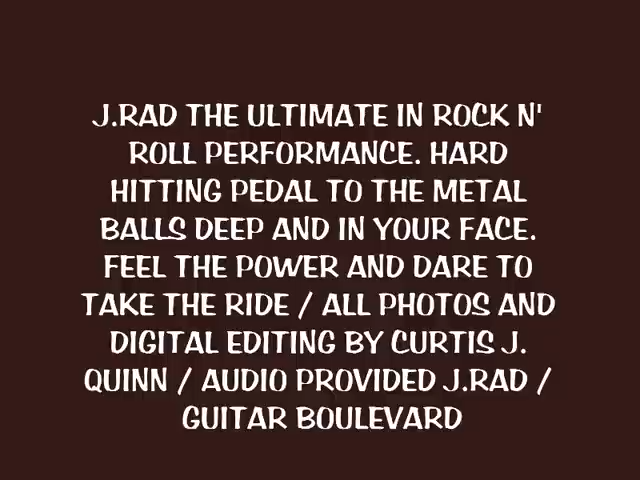 J.RAD THE ULTIMATE IN ROCK N'
ROLL PERFORMANCE. HARD
HITTING PEDAL TO THE METAL
BALLS DEEP AND IN YOUR FACE.
FEEL THE POWER AND DARE TO
TAKE THE RIDE / ALL PHOTOS AND
DIGITAL EDITING BY CURTIS J.
QUINN / AUDIO PROVIDED J.RAD /
GUITAR BOULEVARD